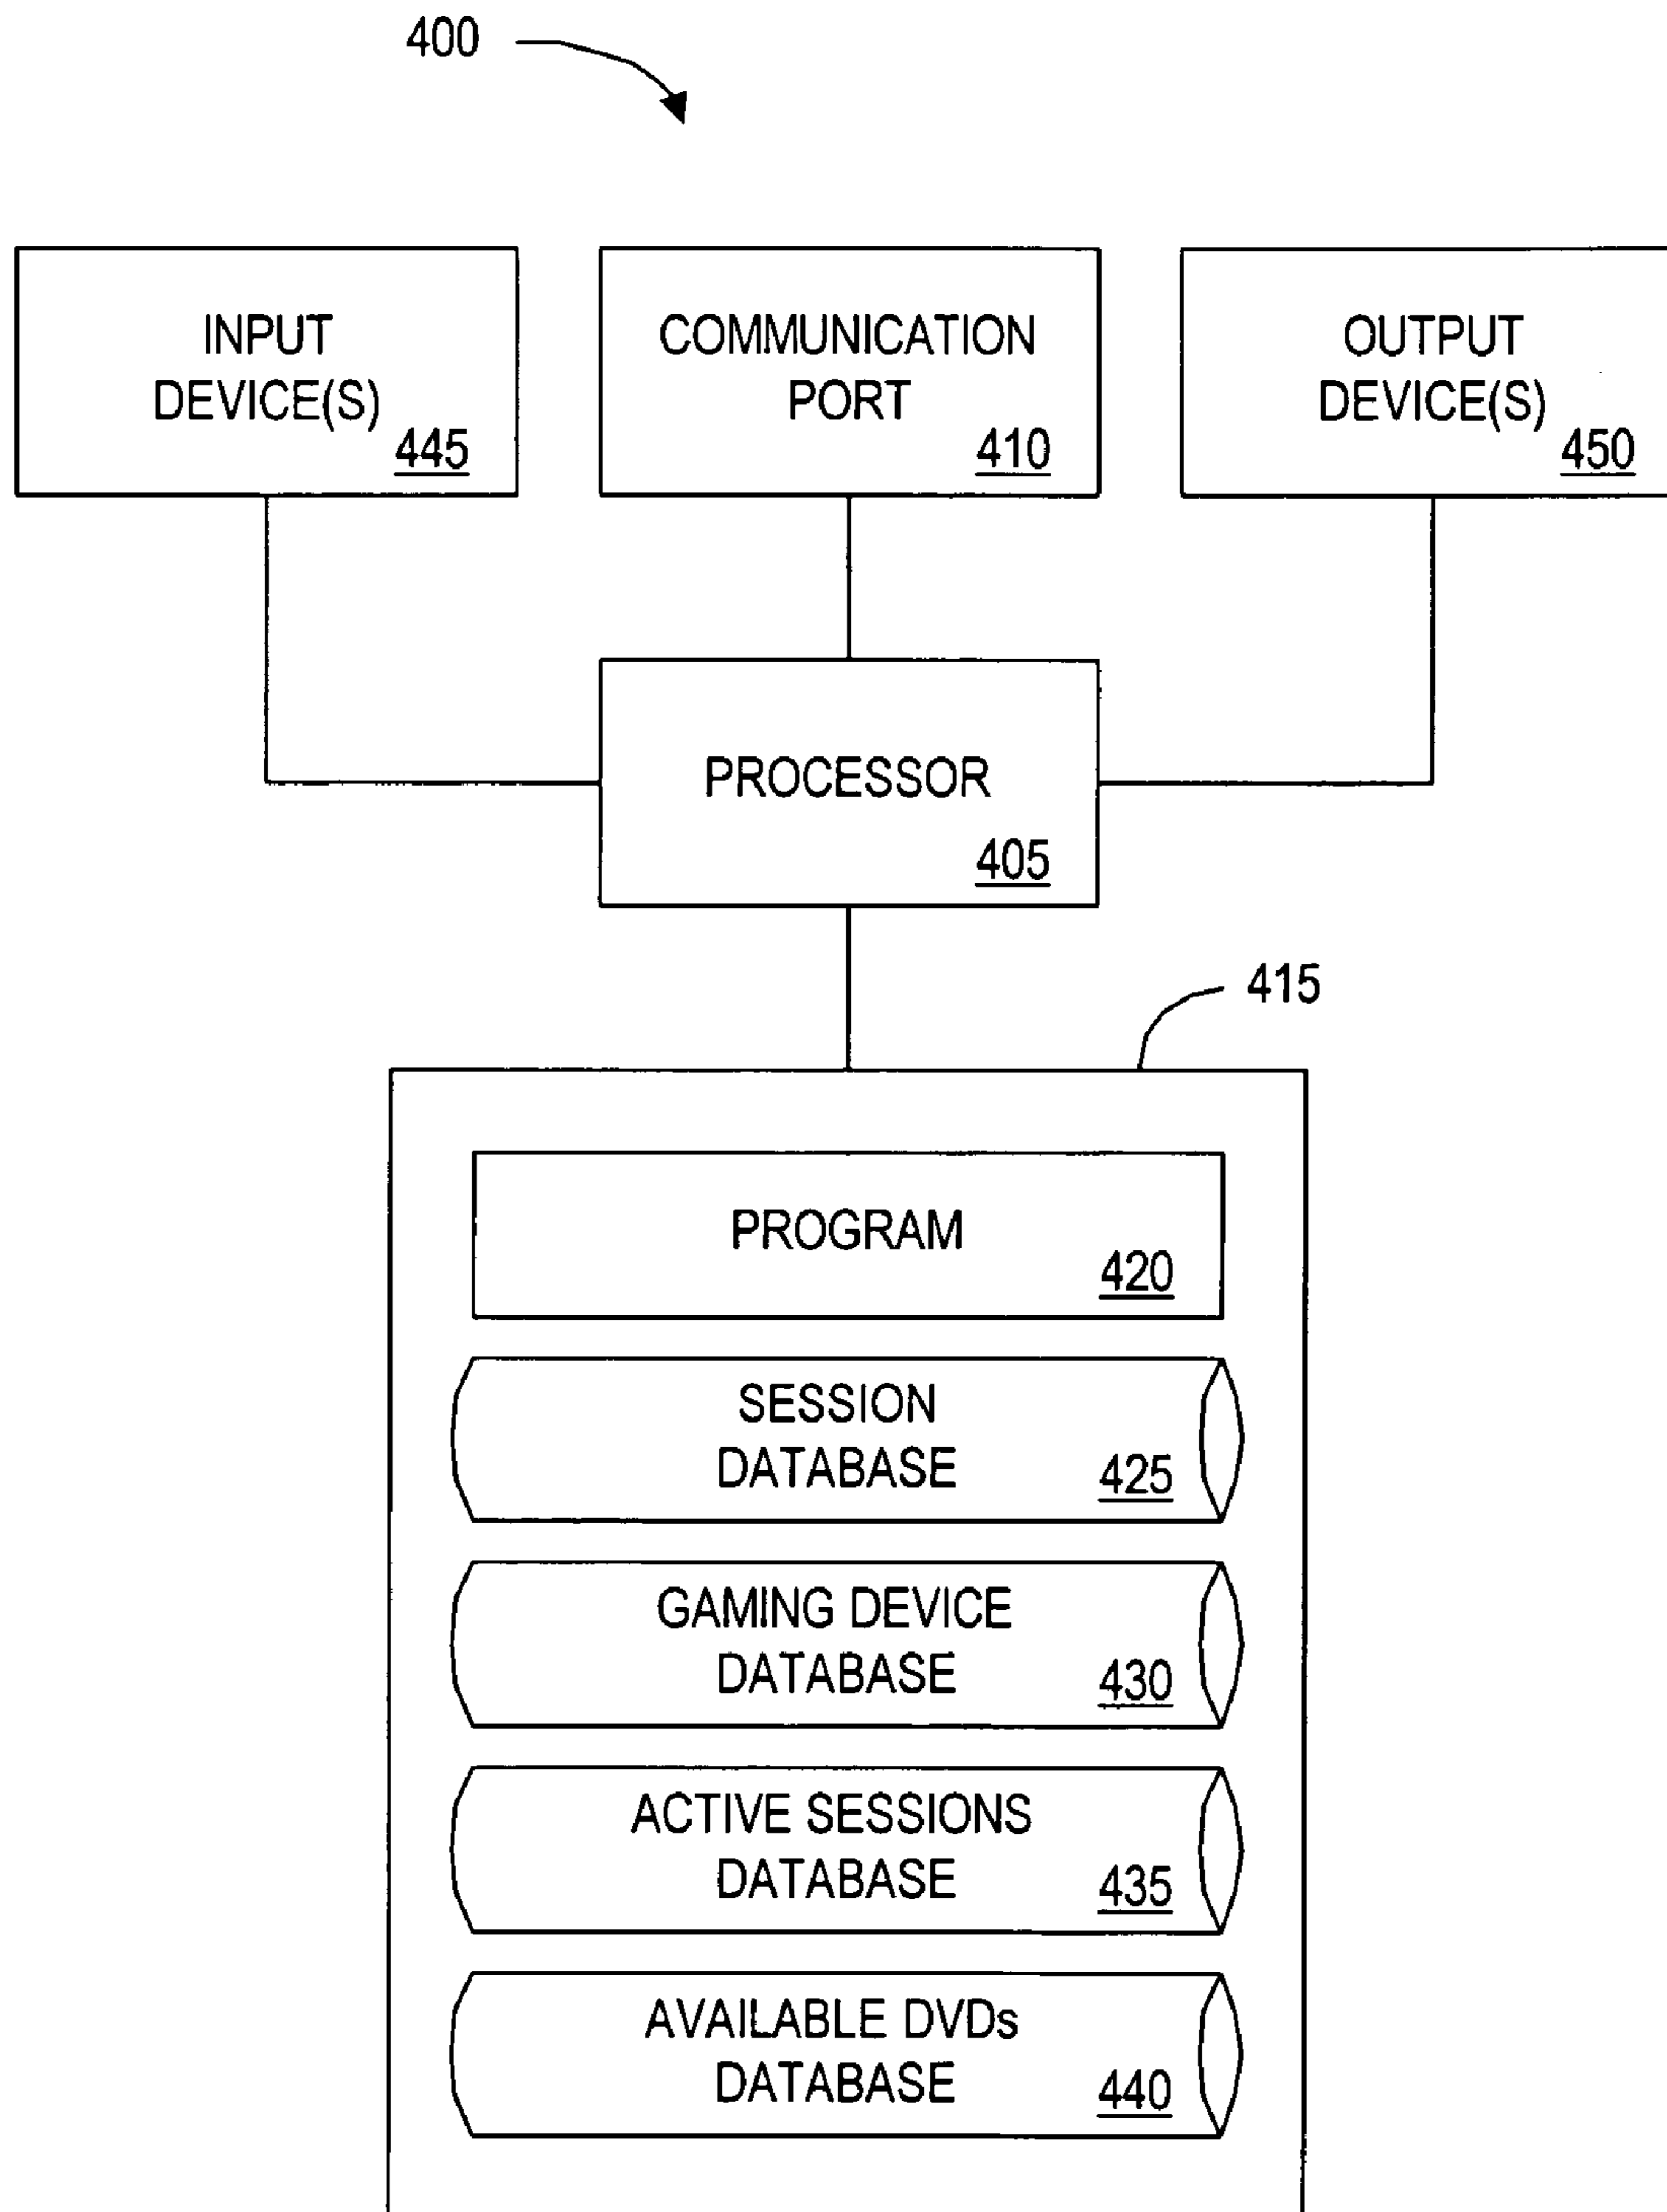 400
INPUT
DEVICE(S)
445
COMMUNICATION
PORT
410
OUTPUT
DEVICE(S)
450
PROCESSOR
405
415
PROGRAM
420
SESSION
DATABASE
425
GAMING DEVICE
DATABASE
430
ACTIVE SESSIONS
DATABASE
435
AVAILABLE DVDs
DATABASE
440